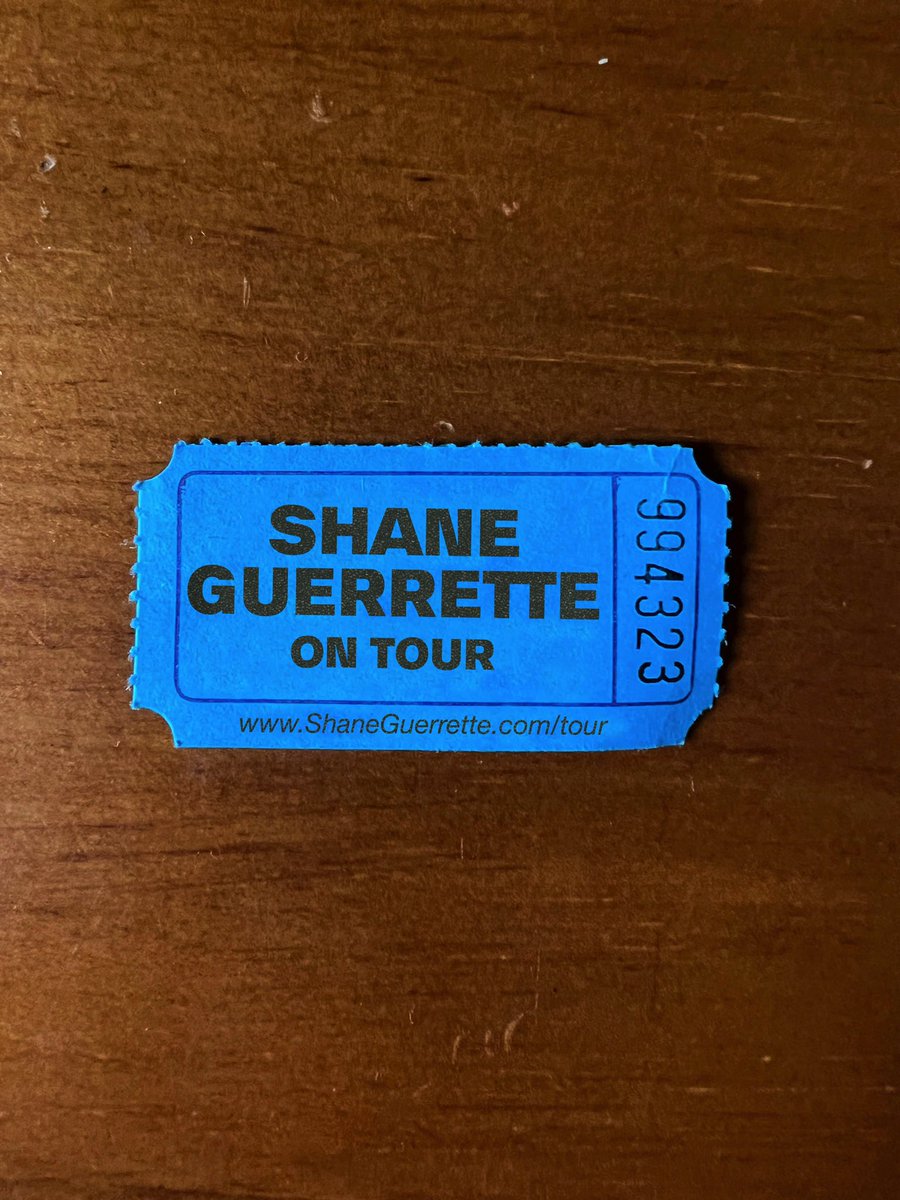 SHANE
GUERRETTE
ON TOUR
www.ShaneGuerrette.com/tour
994323